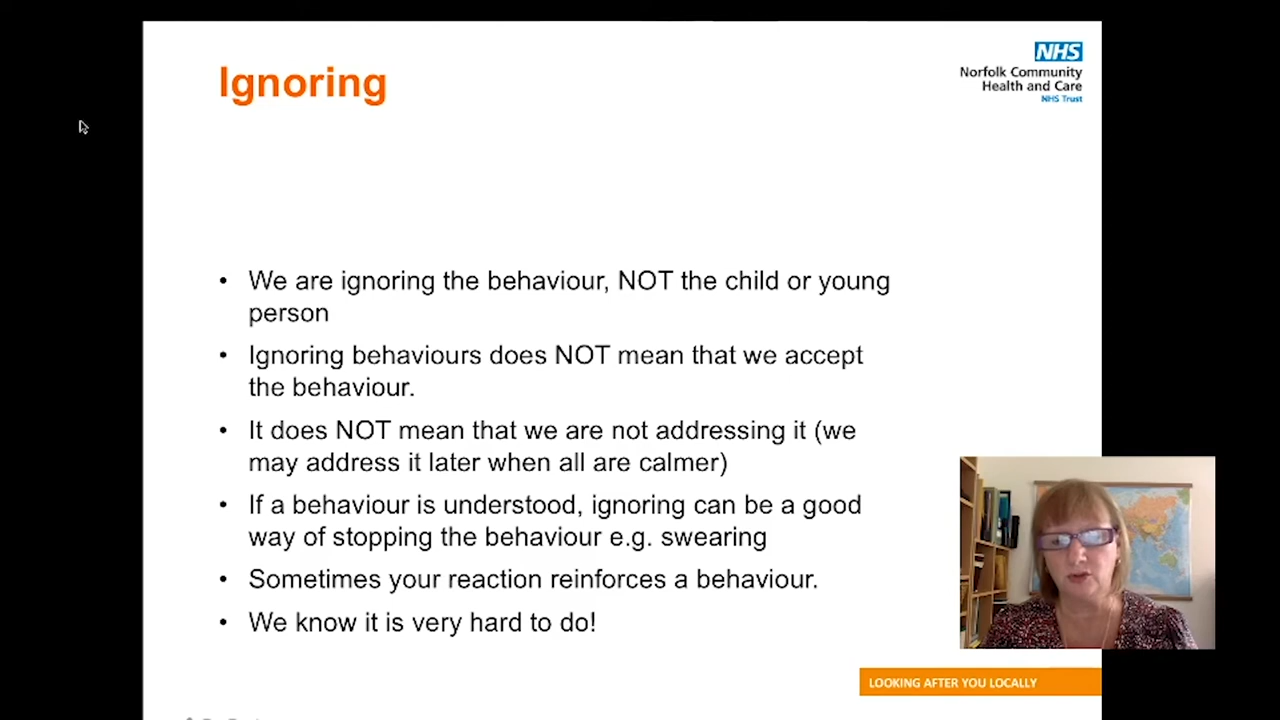 Ignoring
NHS
Norfolk Community
Health and Care
NHS Trust
• We are ignoring the behaviour, NOT the child or young
person
• Ignoring behaviours does NOT mean that we accept
the behaviour.
• It does NOT mean that we are not addressing it (we
may address it later when all are calmer)
• If a behaviour is understood, ignoring can be a good
way of stopping the behaviour e.g. swearing
• Sometimes your reaction reinforces a behaviour.
• We know it is very hard to do!
LOOKING AFTER YOU LOCALLY